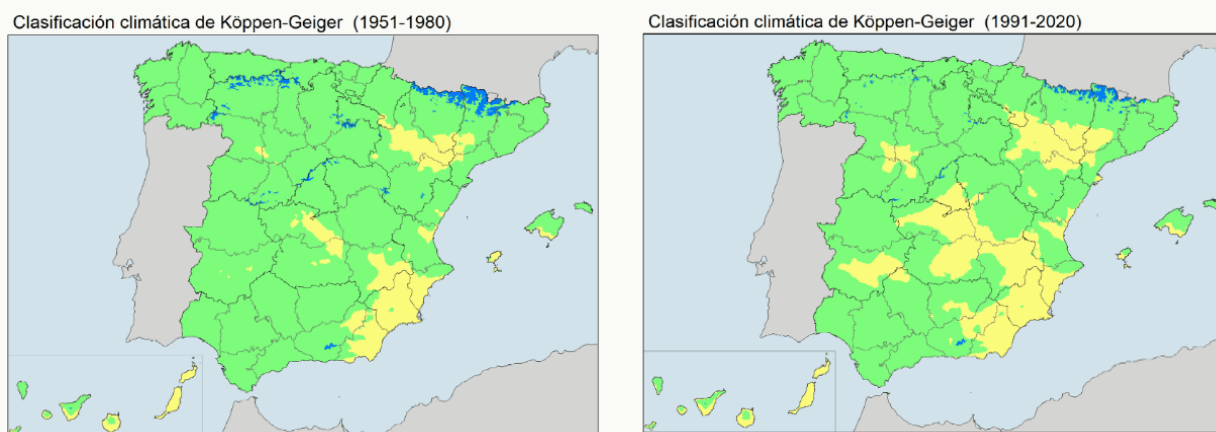 Clasificación climática de Köppen-Geiger (1951-1980)
Clasificación climática de Köppen-Geiger (1991-2020)